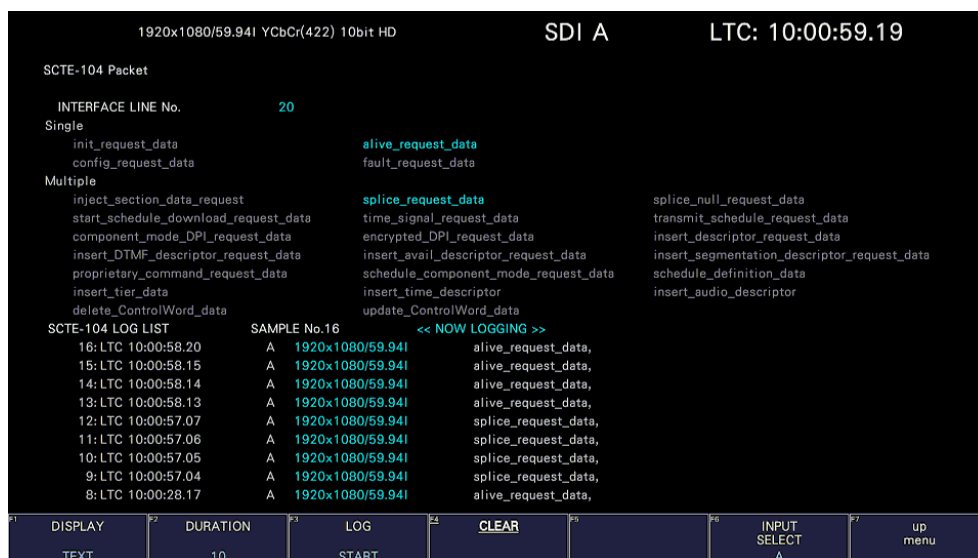 1920x1080/59.94I YCbCr(422) 10bit HD SDI A LTC: 10:00:59.19
SCTE-104 Packet
INTERFACE LINE No. 20
Single
init_request_data alive_request_data
config_request_data fault_request_data
Multiple
inject_section_data_request splice_request_data splice_null_request_data
start_schedule_download_request_data time_signal_request_data transmit_schedule_request_data
component_mode_DPI_request_data encrypted_DPI_request_data insert_descriptor_request_data
insert_DTMF_descriptor_request_data insert_avail_descriptor_request_data insert_segmentation_descriptor_request_data
proprietary_command_request_data schedule_component_mode_request_data schedule_definition_data
insert_tier_data insert_time_descriptor insert_audio_descriptor
delete_ControlWord_data update_ControlWord_data
SCTE-104 LOG LIST SAMPLE No.16 << NOW LOGGING >>
16: LTC 10:00:58.20 A 1920x1080/59.94I alive_request_data,
15: LTC 10:00:58.15 A 1920x1080/59.94I alive_request_data,
14: LTC 10:00:58.14 A 1920x1080/59.94I alive_request_data,
13: LTC 10:00:58.13 A 1920x1080/59.94I alive_request_data,
12: LTC 10:00:57.07 A 1920x1080/59.94I splice_request_data,
11: LTC 10:00:57.06 A 1920x1080/59.94I splice_request_data,
10: LTC 10:00:57.05 A 1920x1080/59.94I splice_request_data,
9: LTC 10:00:57.04 A 1920x1080/59.94I splice_request_data,
8: LTC 10:00:28.17 A 1920x1080/59.94I alive_request_data,
F1 DISPLAY F2 DURATION F3 LOG F4 CLEAR F5 F6 INPUT F7 up
SELECT menu
TEXT 10 START A